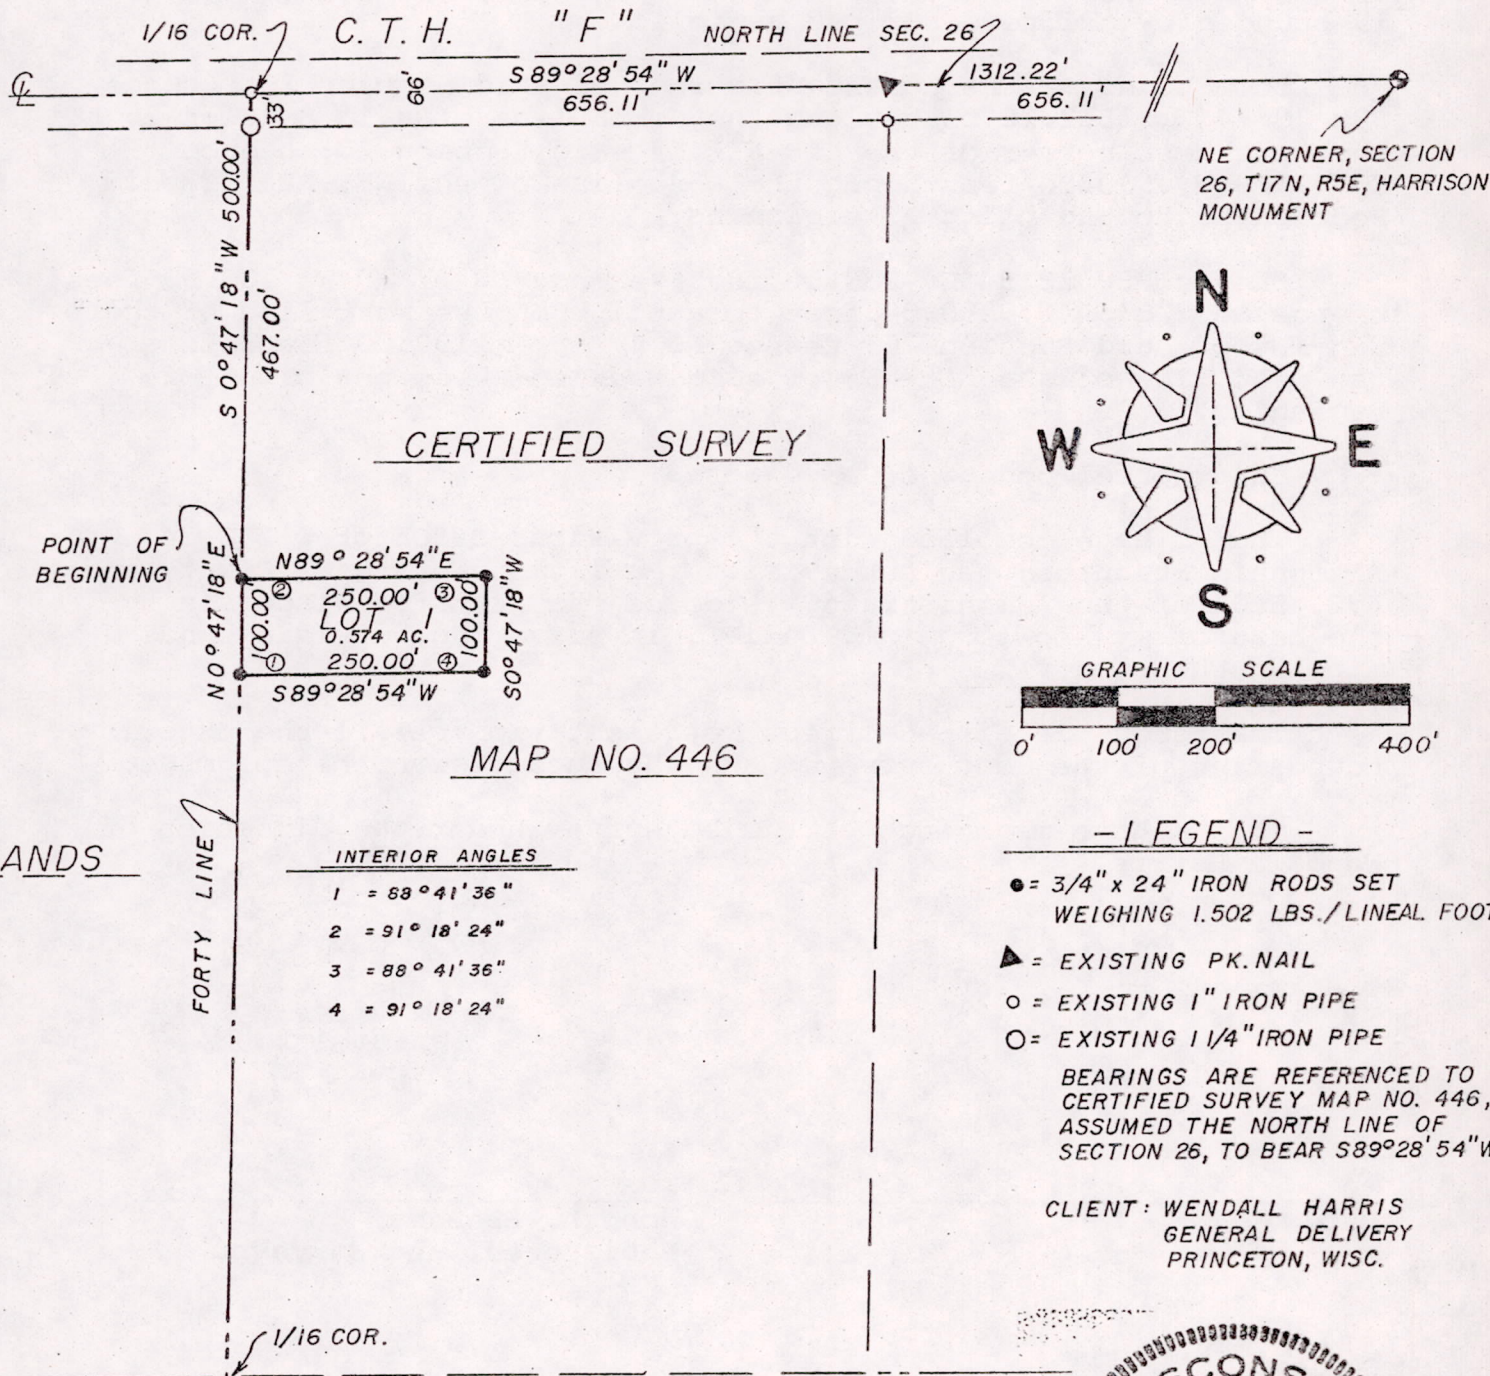 1/16 COR.
C. T. H. "F"
NORTH LINE SEC. 26
℄
33'
66'
S 89° 28' 54" W
656.11'
1312.22'
656.11'
NE CORNER, SECTION
26, T17N, R5E, HARRISON
MONUMENT
S 0° 47' 18" W 500.00'
467.00'
N
W
E
S
CERTIFIED SURVEY
POINT OF
BEGINNING
N 0° 47' 18" E
N89° 28' 54" E
② 250.00' ③
100.00'
LOT 1
0.574 AC.
100.00'
① 250.00' ④
S89° 28' 54" W
S0° 47' 18" W
GRAPHIC SCALE
0' 100' 200' 400'
MAP NO. 446
ANDS
FORTY LINE
INTERIOR ANGLES
1 = 88° 41' 36"
2 = 91° 18' 24"
3 = 88° 41' 36"
4 = 91° 18' 24"
- LEGEND -
● = 3/4" x 24" IRON RODS SET
WEIGHING 1.502 LBS./LINEAL FOOT
= EXISTING PK. NAIL
○ = EXISTING 1" IRON PIPE
○ = EXISTING 1 1/4" IRON PIPE
BEARINGS ARE REFERENCED TO
CERTIFIED SURVEY MAP NO. 446,
ASSUMED THE NORTH LINE OF
SECTION 26, TO BEAR S89° 28' 54" W
CLIENT: WENDALL HARRIS
GENERAL DELIVERY
PRINCETON, WISC.
1/16 COR.
SCONS